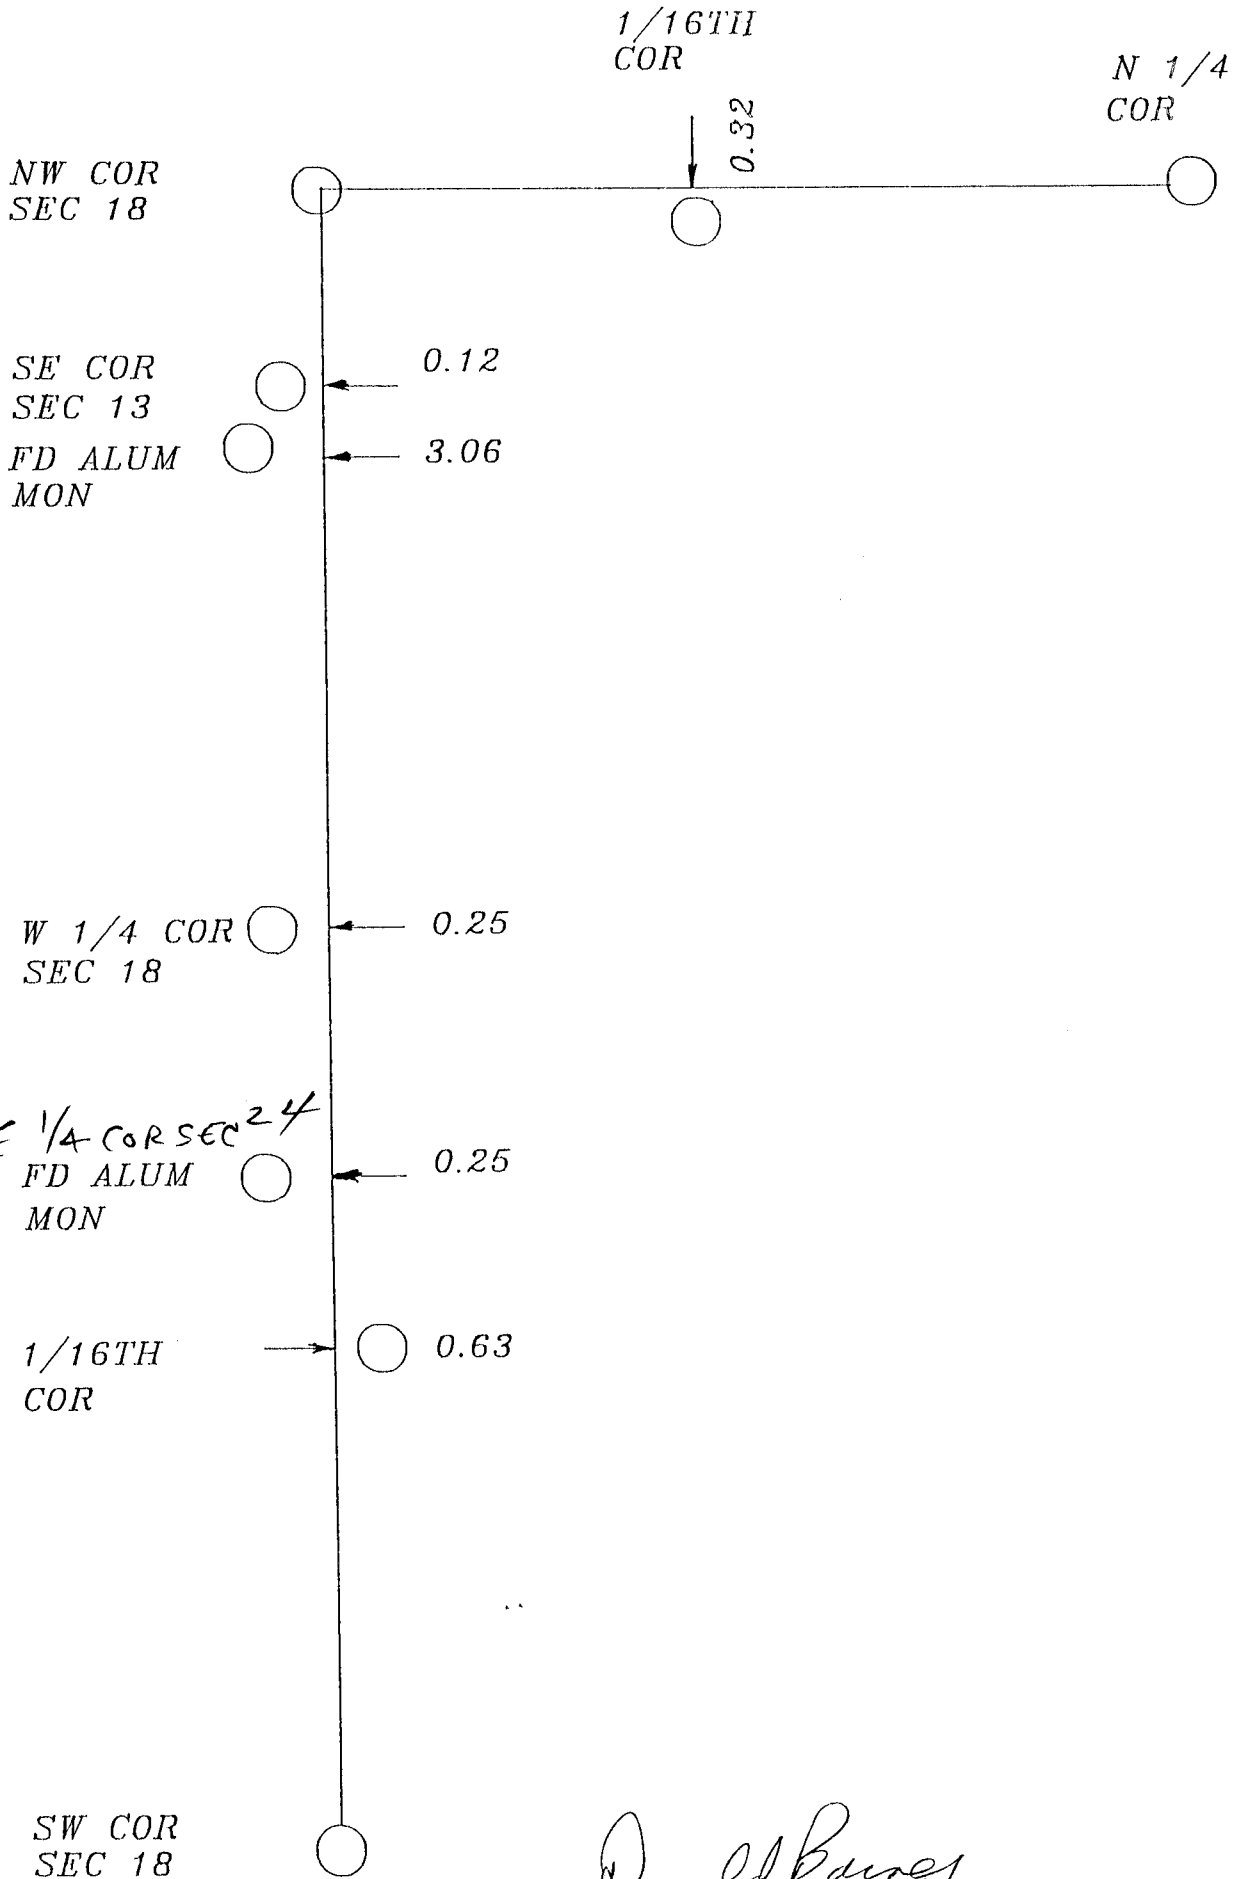 1/16TH
COR
N 1/4
COR
0.32
NW COR
SEC 18
SE COR
SEC 13
0.12
FD ALUM
MON
3.06
W 1/4 COR
SEC 18
0.25
E 1/4 COR SEC 24
FD ALUM
MON
0.25
1/16TH
COR
0.63
SW COR
SEC 18